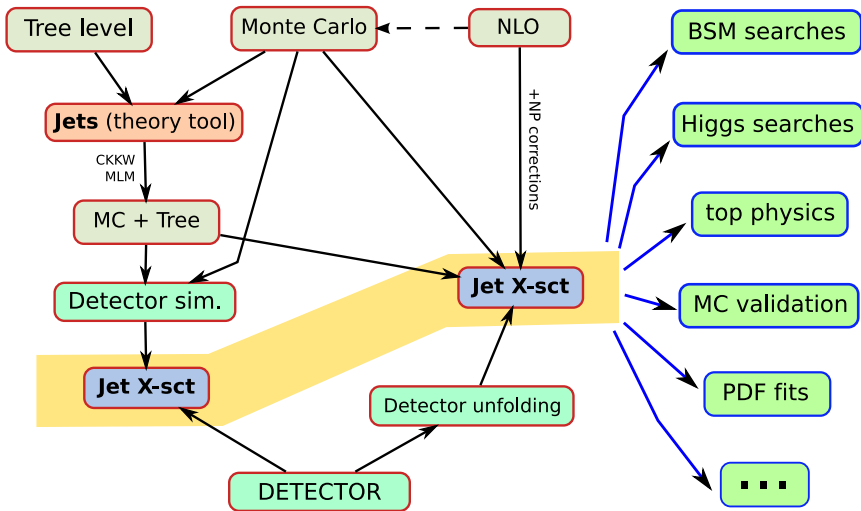 Tree level
Monte Carlo
NLO
BSM searches
Jets (theory tool)
+NP corrections
Higgs searches
CKKW
MLM
MC + Tree
top physics
Detector sim.
Jet X-sct
MC validation
Jet X-sct
Detector unfolding
PDF fits
DETECTOR
...